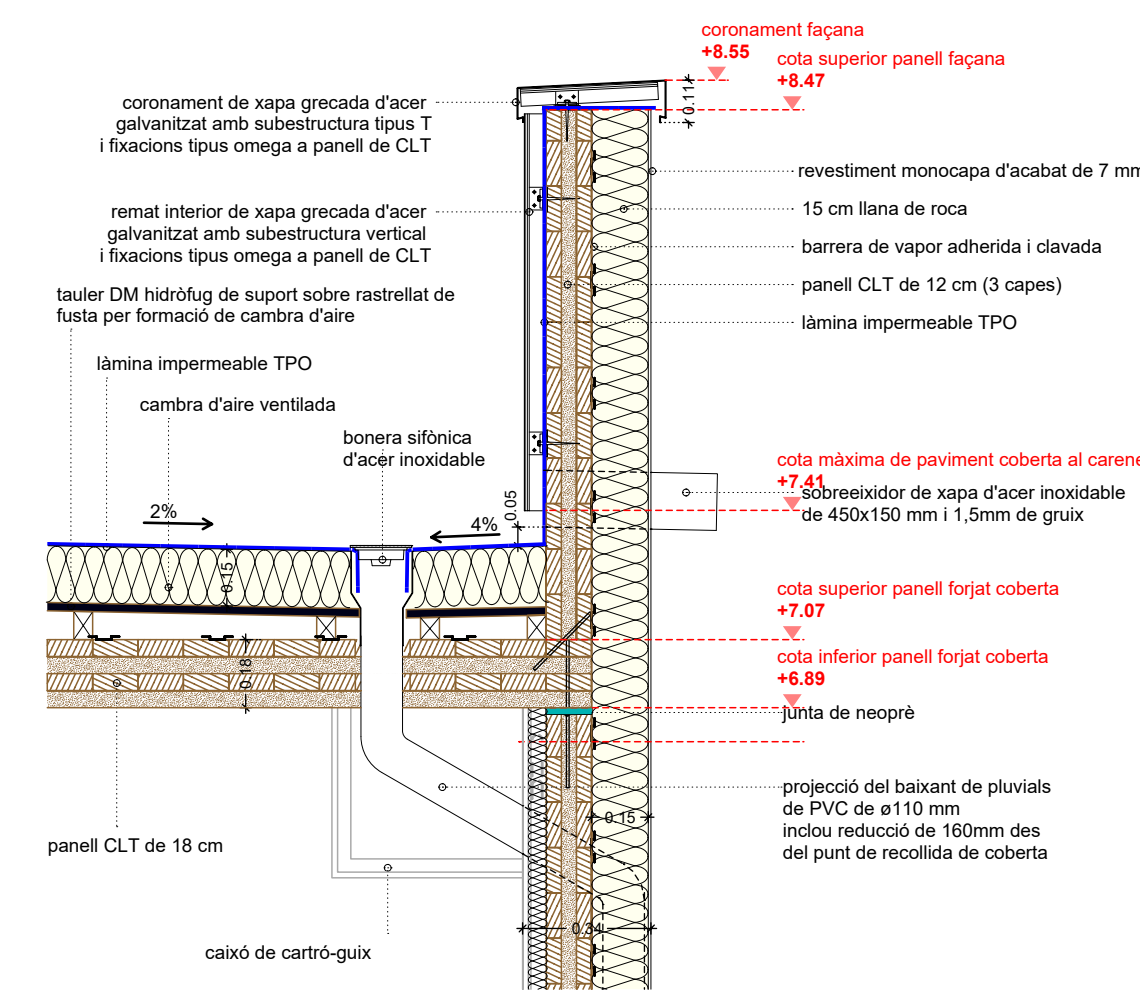 coronament façana
+8.55
cota superior panell façana
+8.47
coronament de xapa grecada d'acer
galvanitzat amb subestructura tipus T
i fixacions tipus omega a panell de CLT
0.11
revestiment monocapa d'acabat de 7 mm
15 cm llana de roca
remat interior de xapa grecada d'acer
galvanitzat amb subestructura vertical
i fixacions tipus omega a panell de CLT
barrera de vapor adherida i clavada
panell CLT de 12 cm (3 capes)
tauler DM hidròfug de suport sobre rastrellat de
fusta per formació de cambra d'aire
làmina impermeable TPO
làmina impermeable TPO
cambra d'aire ventilada
bonera sifònica
d'acer inoxidable
cota màxima de paviment coberta al carene
+7.41
sobreeixidor de xapa d'acer inoxidable
de 450x150 mm i 1,5mm de gruix
2%
4%
0.05
0.15
cota superior panell forjat coberta
+7.07
cota inferior panell forjat coberta
+6.89
0.18
junta de neoprè
projecció del baixant de pluvials
de PVC de ø110 mm
inclou reducció de 160mm des
del punt de recollida de coberta
0.15
panell CLT de 18 cm
0.34
caixó de cartró-guix